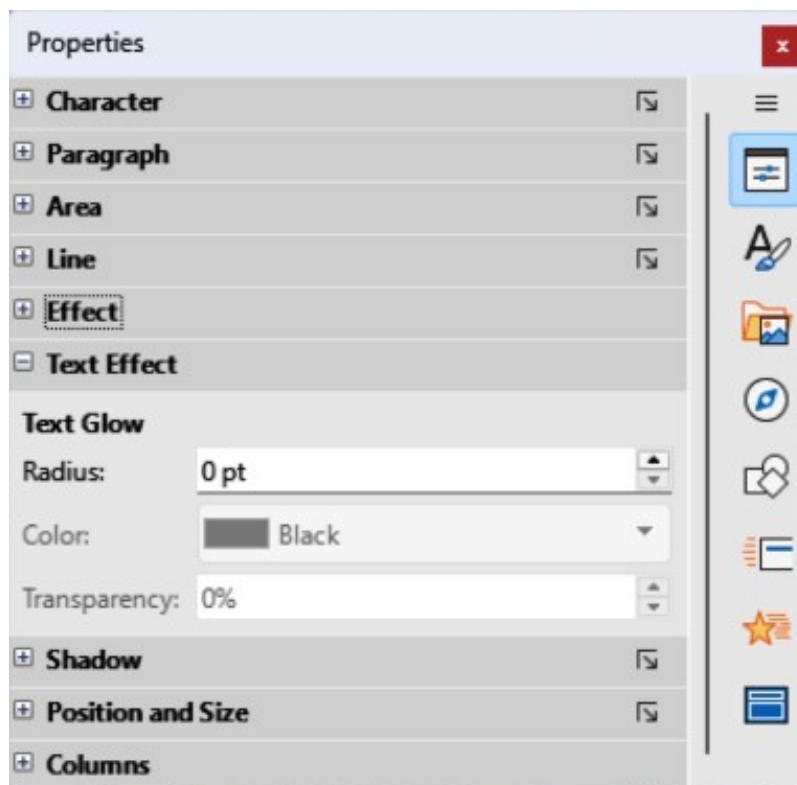 Properties
Character
Paragraph
Area
Line
Effect
Text Effect
Text Glow
Radius: 0 pt
Color: Black
Transparency: 0%
Shadow
Position and Size
Columns